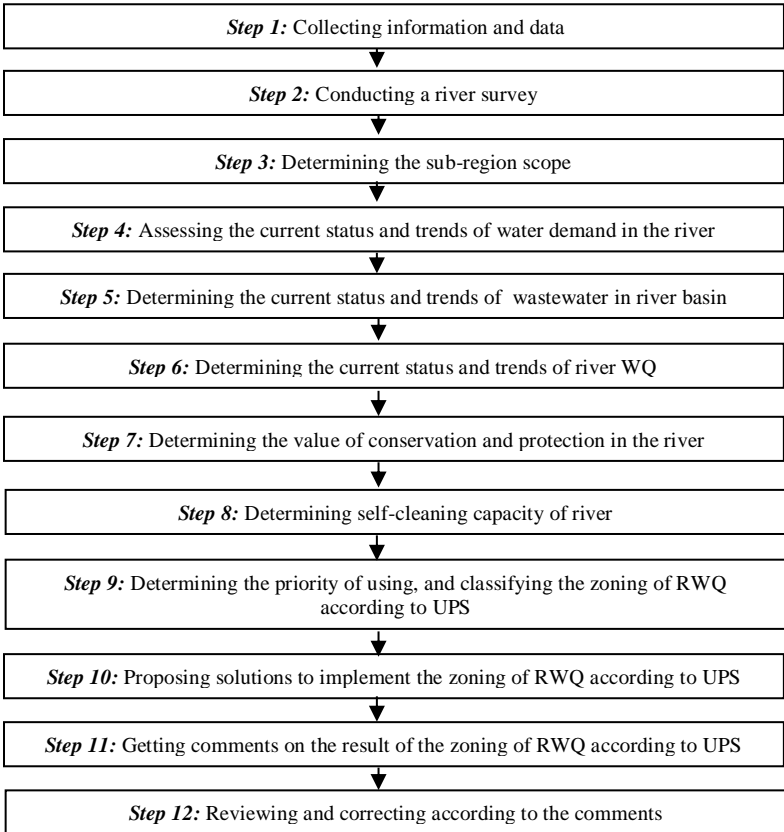 Step 1: Collecting information and data
Step 2: Conducting a river survey
Step 3: Determining the sub-region scope
Step 4: Assessing the current status and trends of water demand in the river
Step 5: Determining the current status and trends of wastewater in river basin
Step 6: Determining the current status and trends of river WQ
Step 7: Determining the value of conservation and protection in the river
Step 8: Determining self-cleaning capacity of river
Step 9: Determining the priority of using, and classifying the zoning of RWQ
according to UPS
Step 10: Proposing solutions to implement the zoning of RWQ according to UPS
Step 11: Getting comments on the result of the zoning of RWQ according to UPS
Step 12: Reviewing and correcting according to the comments